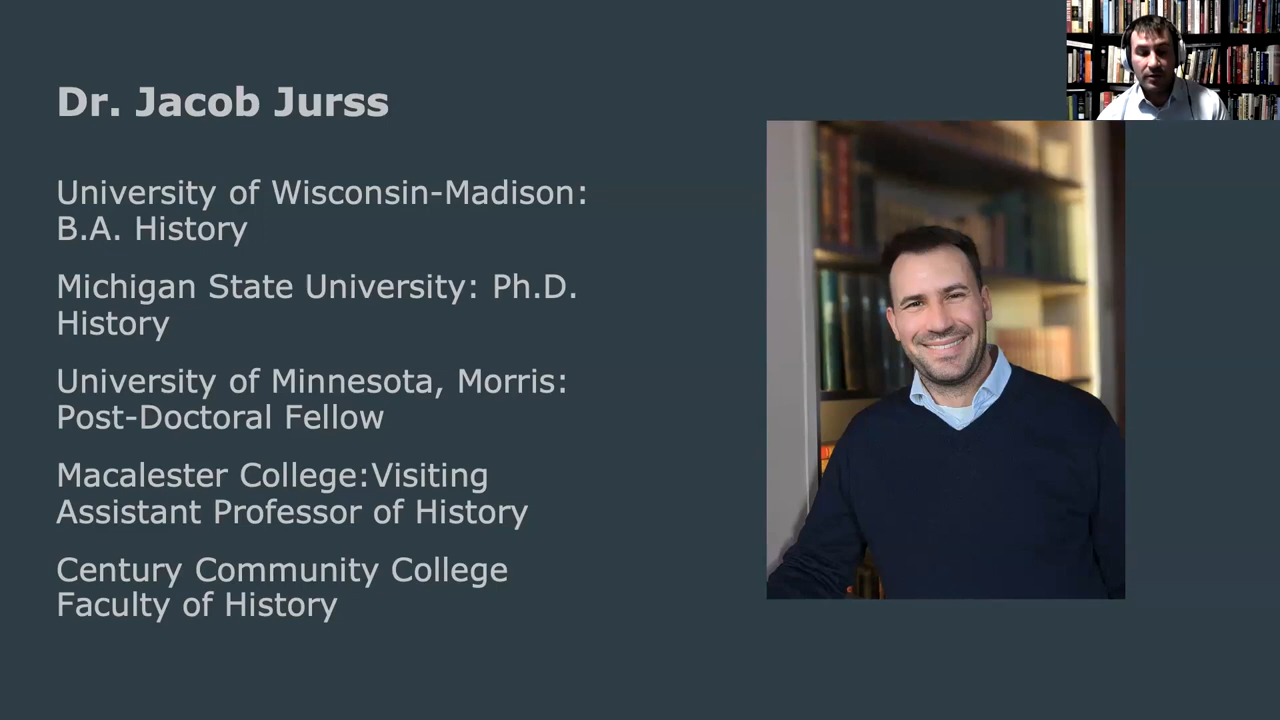 Dr. Jacob Jurss
University of Wisconsin-Madison:
B.A. History
Michigan State University: Ph.D.
History
University of Minnesota, Morris:
Post-Doctoral Fellow
Macalester College:Visiting
Assistant Professor of History
Century Community College
Faculty of History